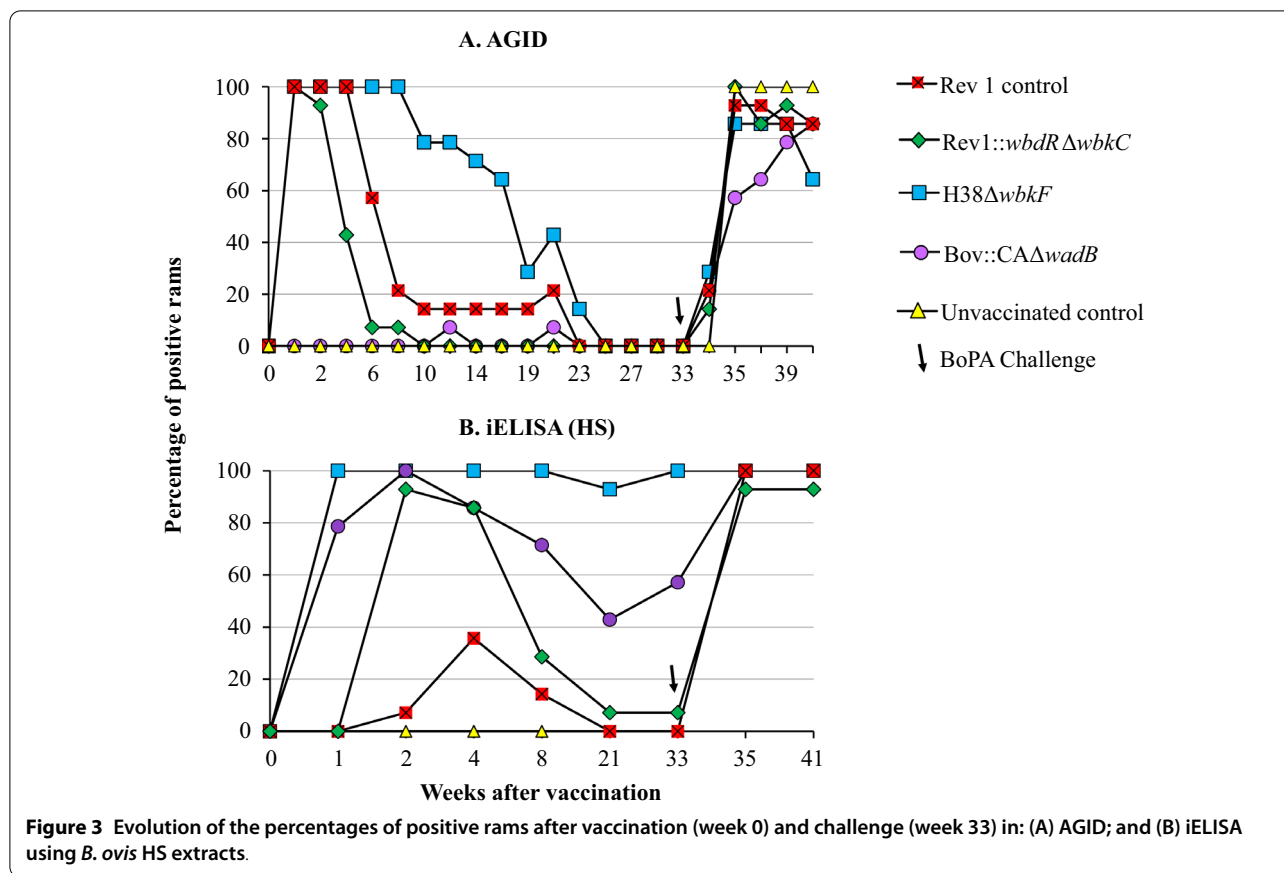 A. AGID
100
80
60
40
20
0
0 2 6 10 14 19 23 27 33 35 39
Rev 1 control
Rev1::wbdRΔwbkC
H38ΔwbkF
Bov::CAΔwadB
Unvaccinated control
BoPA Challenge
Percentage of positive rams
B. iELISA (HS)
100
80
60
40
20
0
0 1 2 4 8 21 33 35 41
Weeks after vaccination
Figure 3 Evolution of the percentages of positive rams after vaccination (week 0) and challenge (week 33) in: (A) AGID; and (B) iELISA
using B. ovis HS extracts.